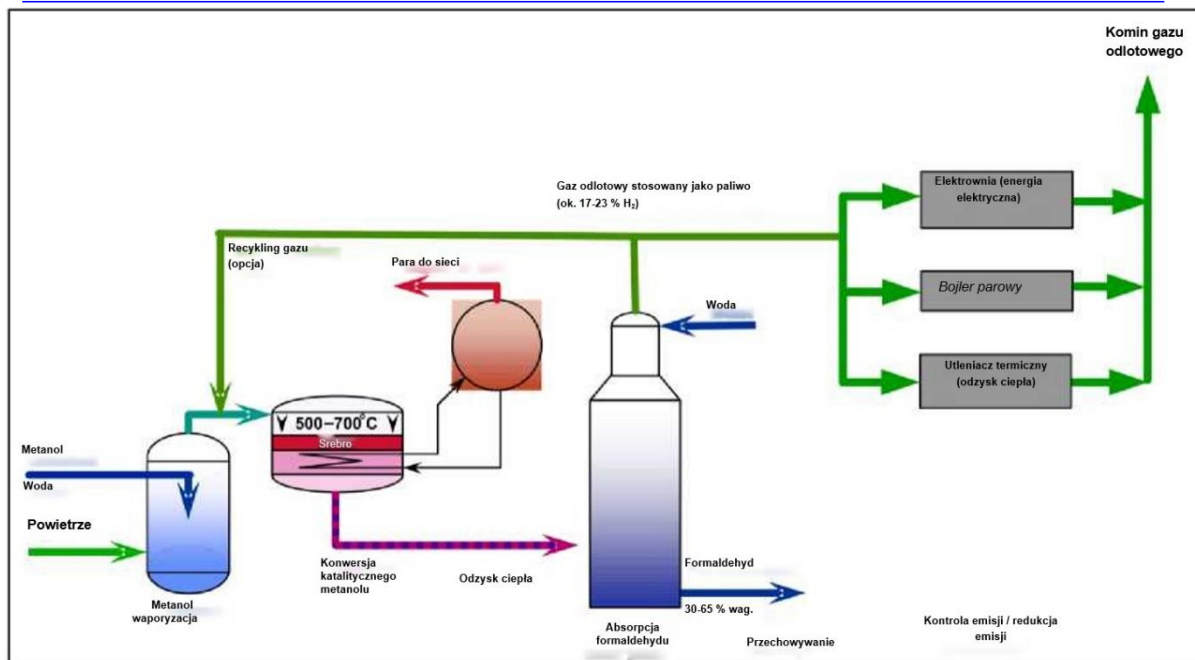 Komin gazu
odlotowego
Elektrownia (energia
elektryczna)
Gaz odlotowy stosowany jako paliwo
(ok. 17-23 % H₂)
Recykling gazu
(opcja)
Para do sieci
Bojler parowy
Woda
Utleniacz termiczny
(odzysk ciepła)
500–700°C
Srebro
Metanol
Woda
Powietrze
Konwersja
katalitycznego
metanolu
Odzysk ciepła
Formaldehyd
30-65 % wag.
Metanol
waporyzacja
Absorpcja
formaldehydu
Przechowywanie
Kontrola emisji / redukcja
emisji